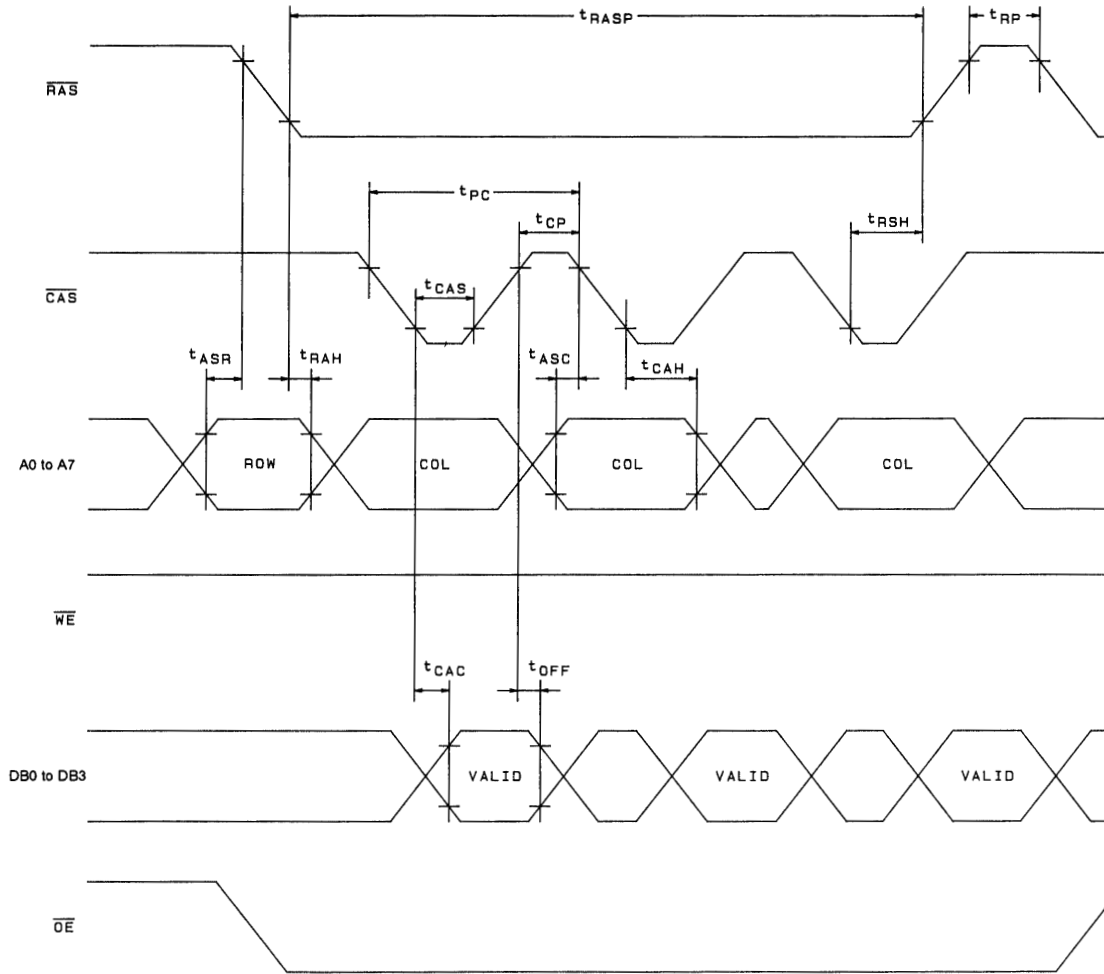 tRASP
tRP
RAS
tPC
tCP
tRSH
CAS
tCAS
tASR
tRAH
tASC
tCAH
A0 to A7
ROW
COL
COL
COL
WE
tCAC
tOFF
DB0 to DB3
VALID
VALID
VALID
OE